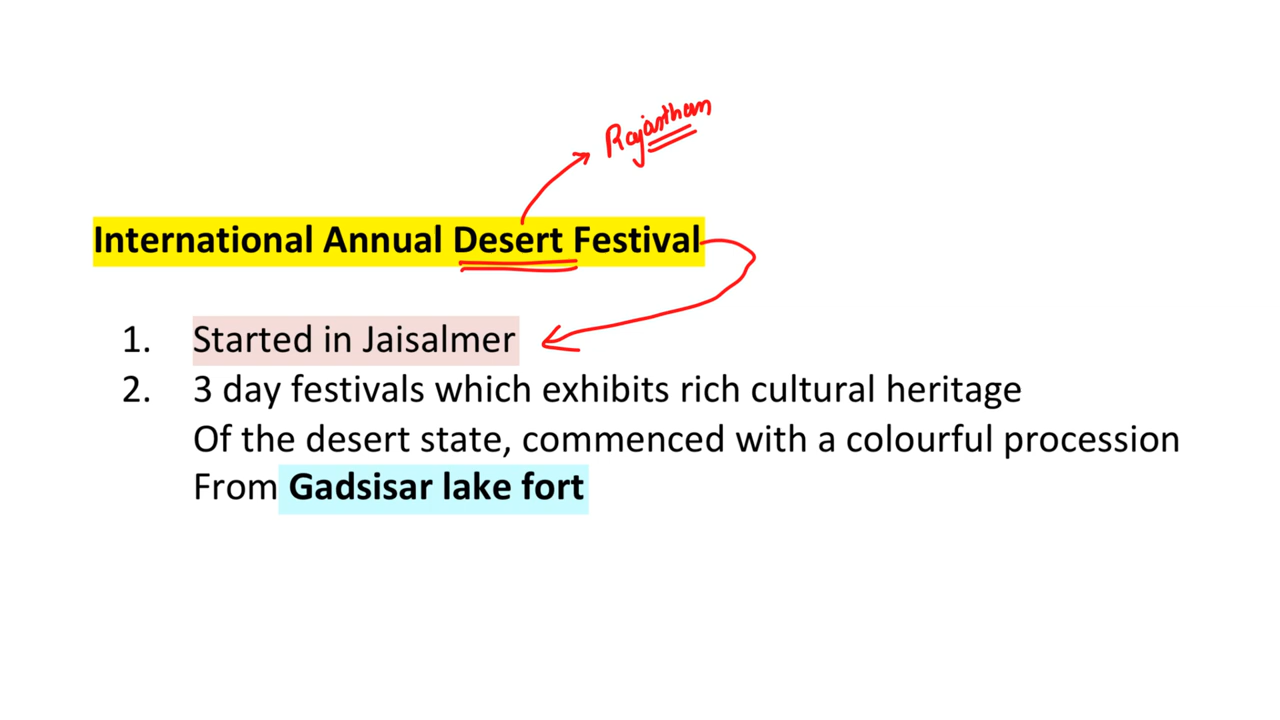 Rajasthan
International Annual Desert Festival
1. Started in Jaisalmer
2. 3 day festivals which exhibits rich cultural heritage
Of the desert state, commenced with a colourful procession
From Gadsisar lake fort